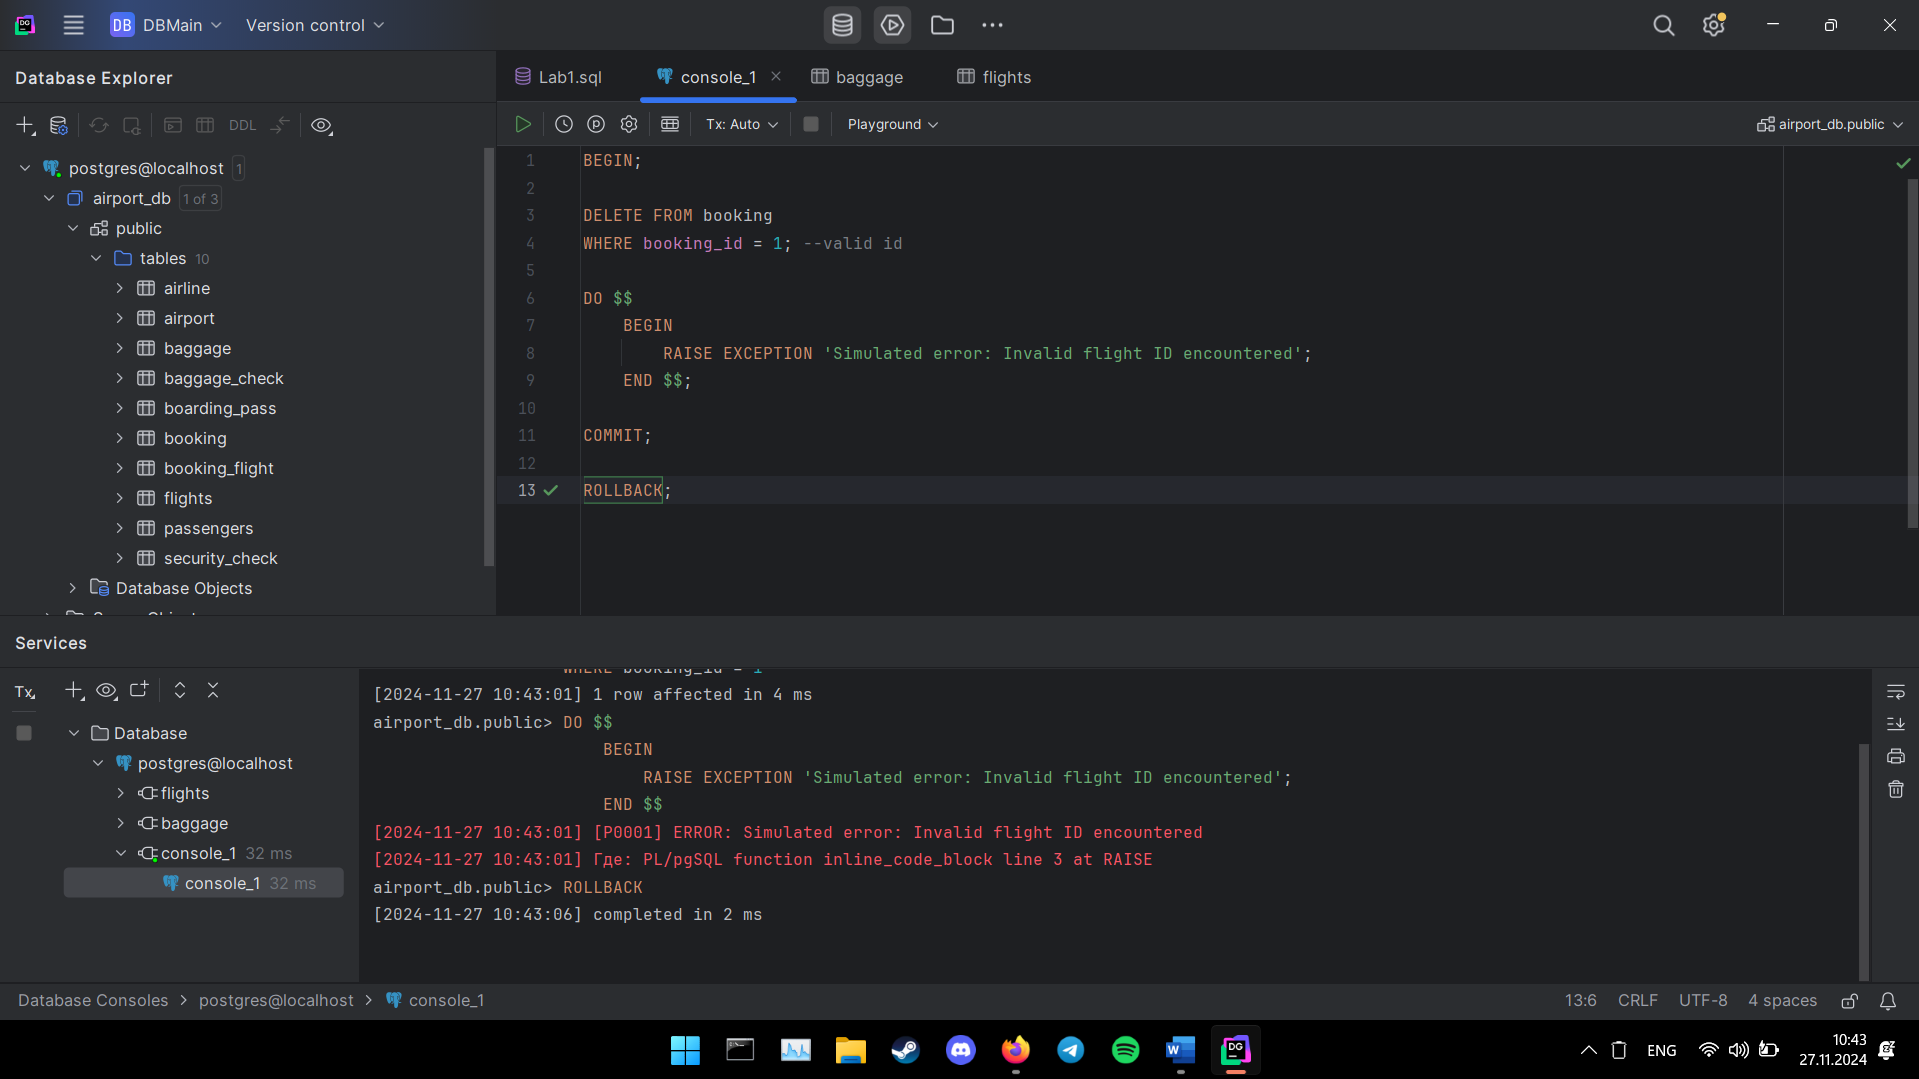 DB DBMain
Version control
Database Explorer
Lab1.sql
console_1
baggage
flights
DDL
Tx: Auto
Playground
airport_db.public
postgres@localhost 1
airport_db 1 of 3
public
tables 10
airline
airport
baggage
baggage_check
boarding_pass
booking
booking_flight
flights
passengers
security_check
Database Objects
1 BEGIN;
2
3 DELETE FROM booking
4 WHERE booking_id = 1; --valid id
5
6 DO $$
7 BEGIN
8 RAISE EXCEPTION 'Simulated error: Invalid flight ID encountered';
9 END $$;
10
11 COMMIT;
12
13 ROLLBACK;
Services
Tx
Database
postgres@localhost
flights
baggage
console_1 32 ms
console_1 32 ms
WHERE booking_id = 1
[2024-11-27 10:43:01] 1 row affected in 4 ms
airport_db.public> DO $$
BEGIN
RAISE EXCEPTION 'Simulated error: Invalid flight ID encountered';
END $$
[2024-11-27 10:43:01] [P0001] ERROR: Simulated error: Invalid flight ID encountered
[2024-11-27 10:43:01] Где: PL/pgSQL function inline_code_block line 3 at RAISE
airport_db.public> ROLLBACK
[2024-11-27 10:43:06] completed in 2 ms
Database Consoles > postgres@localhost > console_1
13:6 CRLF UTF-8 4 spaces
DG
ENG
10:43
27.11.2024